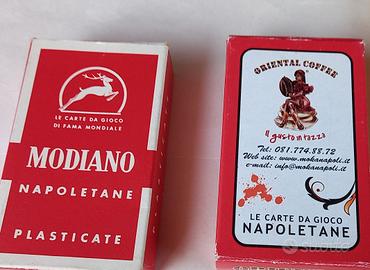 LE CARTE DA GIOCO
DI FAMA MONDIALE
MODIANO
NAPOLETANE
PLASTICATE
ORIENTAL COFFEE
Il gusto in tazza
Tel: 081.774.88.72
Web site: www.mokanapoli.it
e-mail: info@mokanapoli.it
LE CARTE DA GIOCO
NAPOLETANE
subito